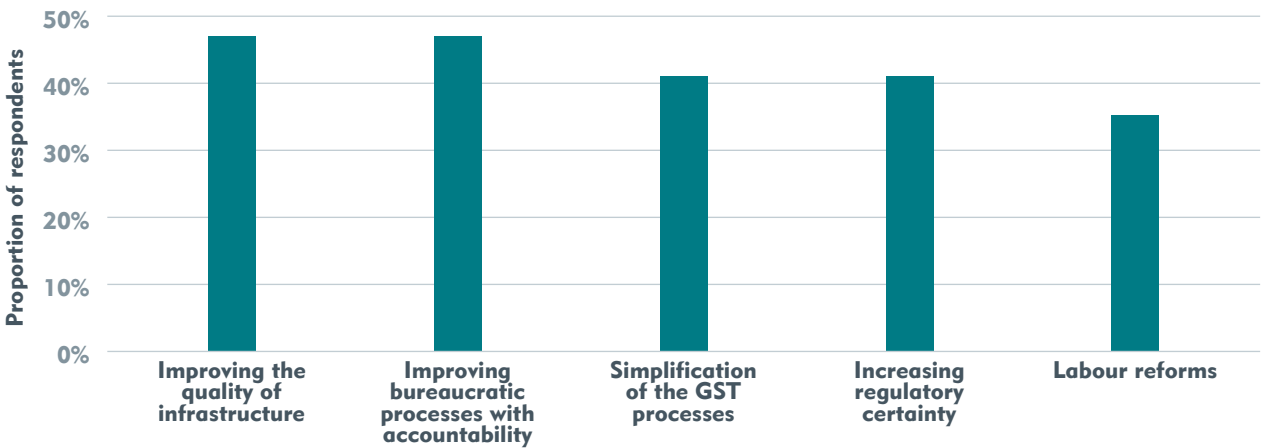 Proportion of respondents
50%
40%
30%
20%
10%
0%
Improving the
quality of
infrastructure
Improving
bureaucratic
processes with
accountability
Simplification
of the GST
processes
Increasing
regulatory
certainty
Labour reforms